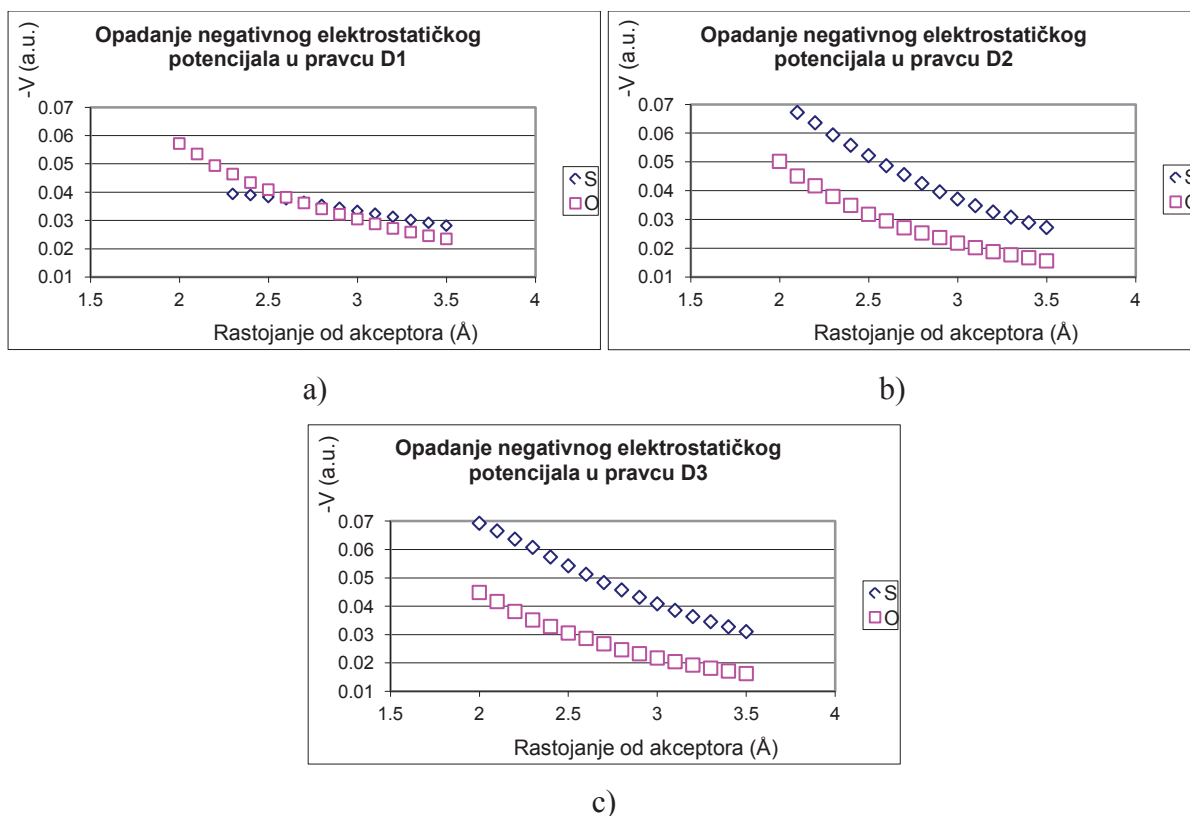 Opadanje negativnog elektrostatičkog
potencijala u pravcu D1
-V (a.u.)
0.07
0.06
0.05
0.04
0.03
0.02
0.01
1.5 2 2.5 3 3.5 4
Rastojanje od akceptora (Å)
S
O
a)
Opadanje negativnog elektrostatičkog
potencijala u pravcu D2
-V (a.u.)
0.07
0.06
0.05
0.04
0.03
0.02
0.01
1.5 2 2.5 3 3.5 4
Rastojanje od akceptora (Å)
S
O
b)
Opadanje negativnog elektrostatičkog
potencijala u pravcu D3
-V (a.u.)
0.07
0.06
0.05
0.04
0.03
0.02
0.01
1.5 2 2.5 3 3.5 4
Rastojanje od akceptora (Å)
S
O
c)